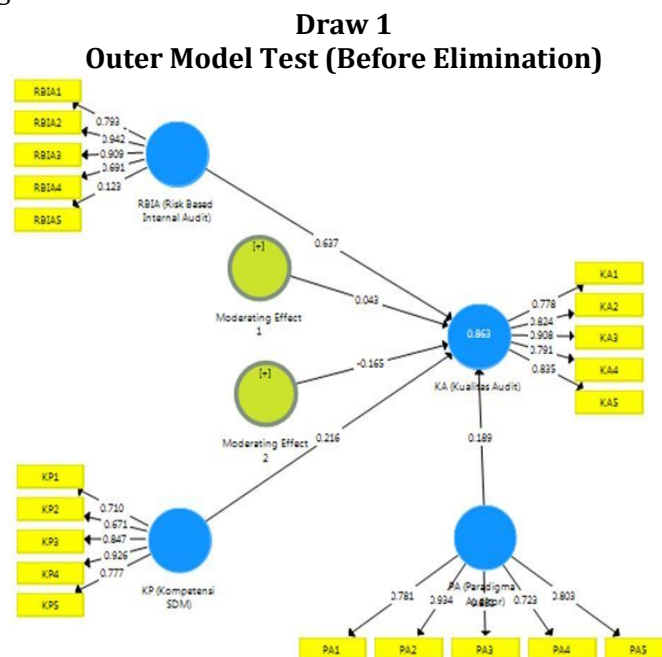 Draw 1
Outer Model Test (Before Elimination)
RBIA1
RBIA2
RBIA3
RBIA4
RBIA5
0.793
0.942
0.909
0.691
0.123
RBIA (Risk Based
Internal Audit)
0.637
[+]
Moderating Effect
1
0.043
[+]
Moderating Effect
2
-0.165
0.216
0.863
KA (Kualitas Audit)
0.778
0.824
0.908
0.791
0.835
KA1
KA2
KA3
KA4
KA5
0.189
KP1
KP2
KP3
KP4
KP5
0.710
0.671
0.847
0.926
0.777
KP (Kompetensi
SDM)
PA (Paradigma
0.781
0.934
0.723
0.803
PA1
PA2
PA3
PA4
PA5